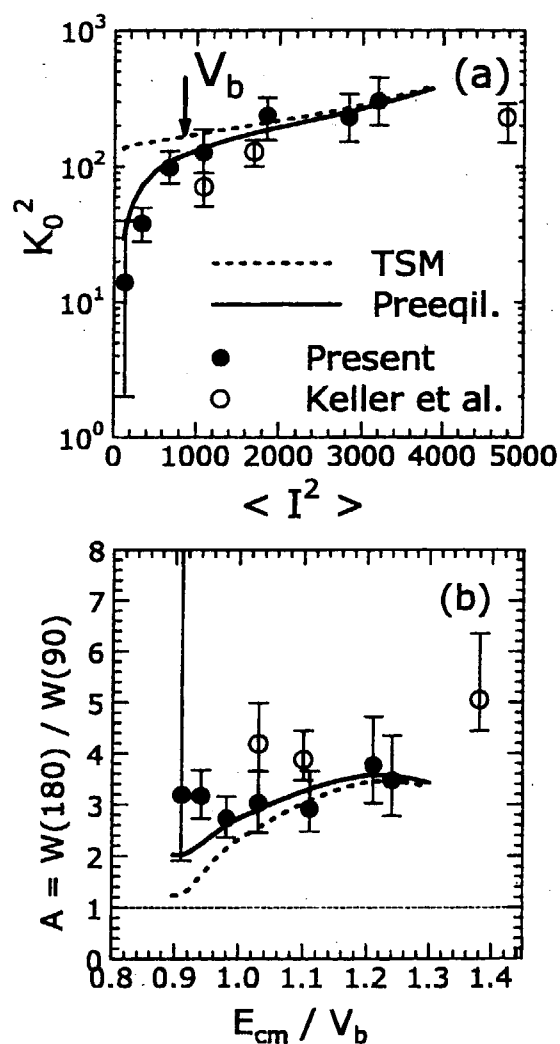 10³
V_b
(a)
10²
K₀²
TSM
10¹
Preeqil.
Present
Keller et al.
10⁰
0 1000 2000 3000 4000 5000
< I² >
8
(b)
7
6
5
4
3
2
1
0
A = W(180) / W(90)
0.8 0.9 1.0 1.1 1.2 1.3 1.4
E_cm / V_b